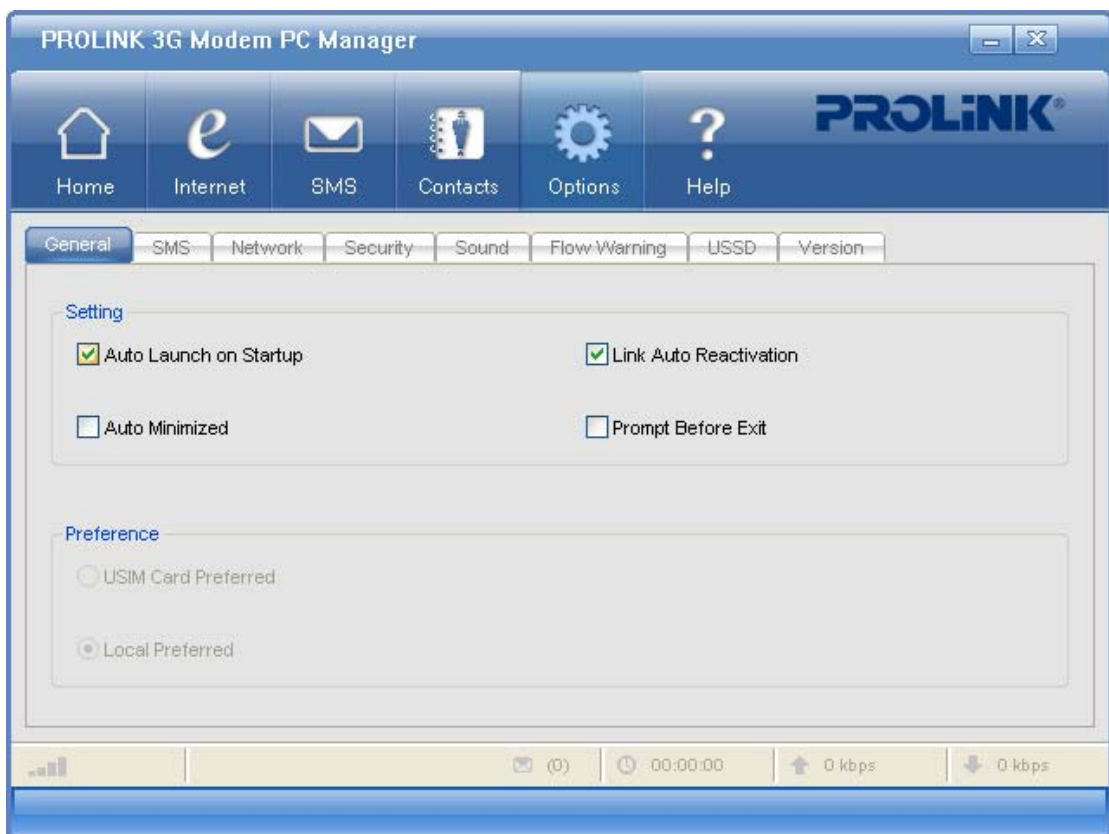 PROLINK 3G Modem PC Manager
PROLiNK®
Home Internet SMS Contacts Options Help
General SMS Network Security Sound Flow Warning USSD Version
Setting
Auto Launch on Startup Link Auto Reactivation
Auto Minimized Prompt Before Exit
Preference
USIM Card Preferred
Local Preferred
(0) 00:00:00 0 kbps 0 kbps